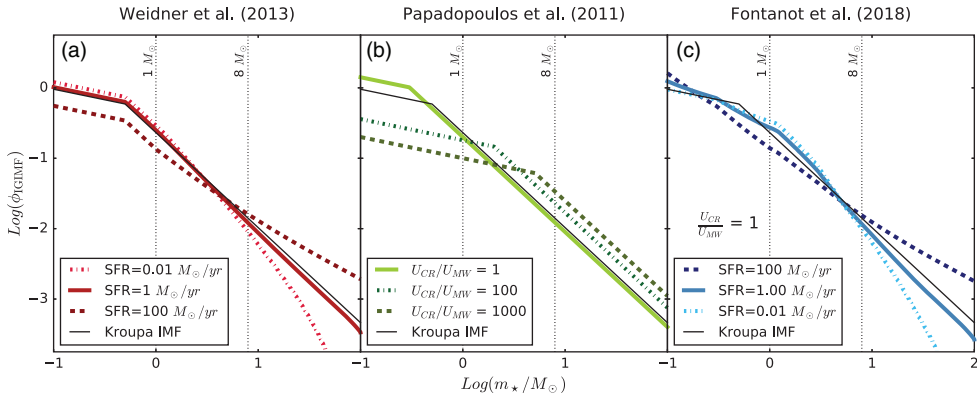 Weidner et al. (2013)
Papadopoulos et al. (2011)
Fontanot et al. (2018)
(a)
1 M⊙
8 M⊙
(b)
1 M⊙
8 M⊙
(c)
1 M⊙
8 M⊙
0
−1
−2
−3
Log(ϕIGIMF)
SFR=0.01 M⊙/yr
SFR=1 M⊙/yr
SFR=100 M⊙/yr
Kroupa IMF
UCR/UMW = 1
UCR/UMW = 100
UCR/UMW = 1000
Kroupa IMF
UCR/UMW = 1
SFR=100 M⊙/yr
SFR=1.00 M⊙/yr
SFR=0.01 M⊙/yr
Kroupa IMF
−1 0 1
−1 0 1
−1 0 1 2
Log(m⋆/M⊙)